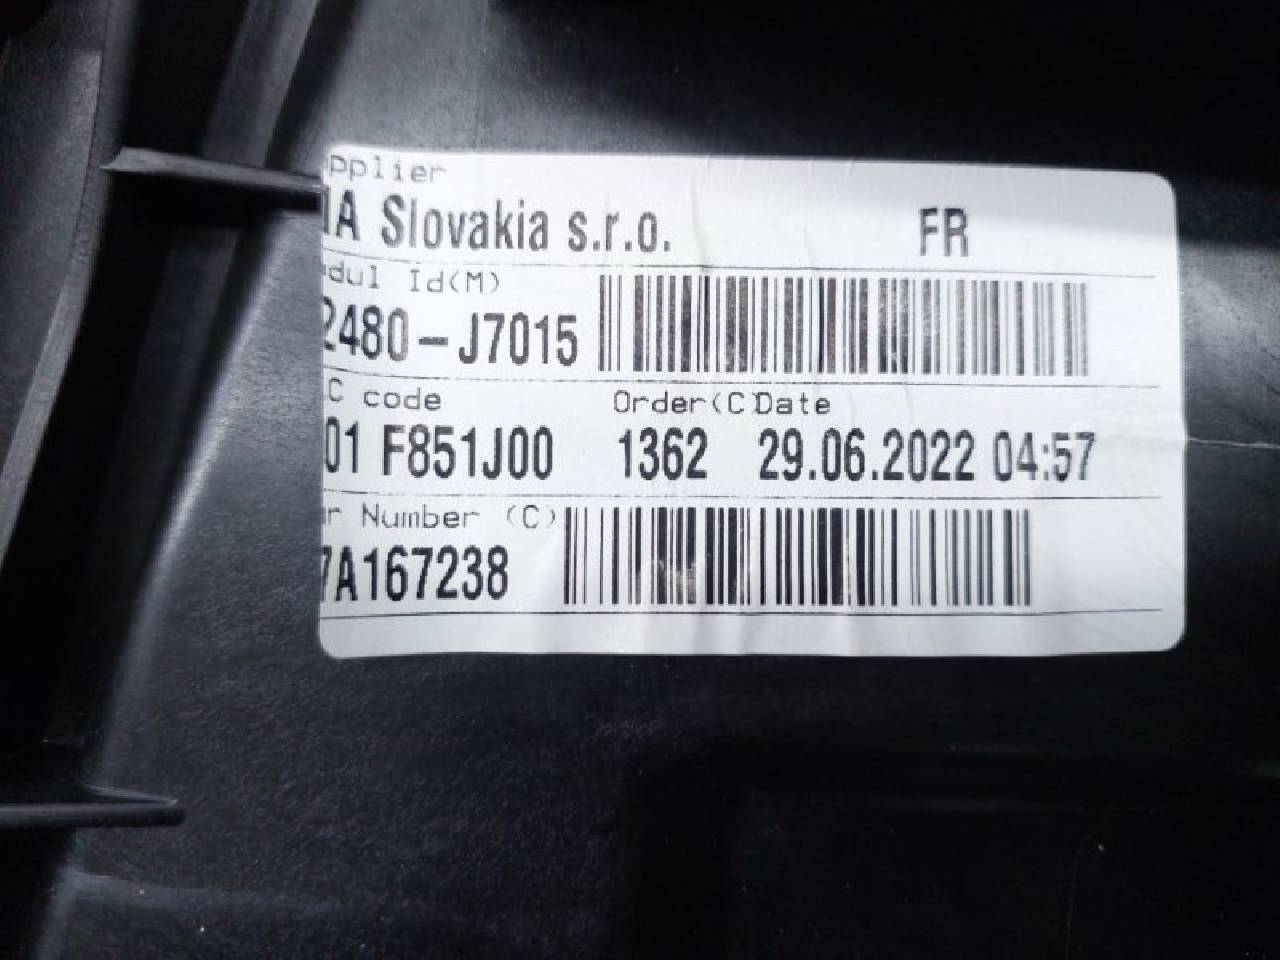 pplier
IA Slovakia s.r.o. FR
dul Id(M)
2480-J7015
C code Order(C)Date
01 F851J00 1362 29.06.2022 04:57
r Number (C)
7A167238